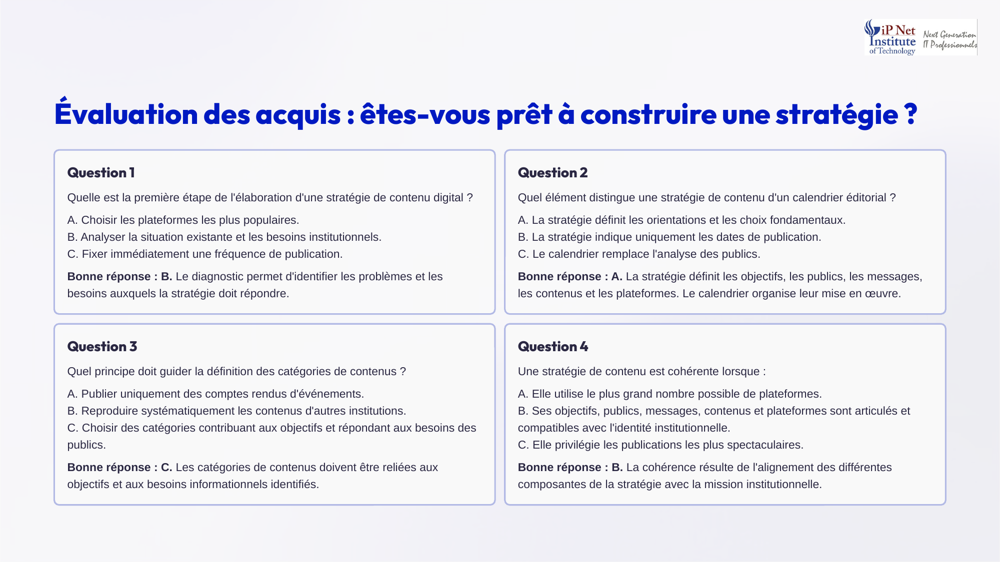 iP Net
Institute
of Technology
Next Generation
IT Professionnels
Évaluation des acquis : êtes-vous prêt à construire une stratégie ?
Question 1
Quelle est la première étape de l'élaboration d'une stratégie de contenu digital ?
A. Choisir les plateformes les plus populaires.
B. Analyser la situation existante et les besoins institutionnels.
C. Fixer immédiatement une fréquence de publication.
Bonne réponse : B. Le diagnostic permet d'identifier les problèmes et les
besoins auxquels la stratégie doit répondre.
Question 2
Quel élément distingue une stratégie de contenu d'un calendrier éditorial ?
A. La stratégie définit les orientations et les choix fondamentaux.
B. La stratégie indique uniquement les dates de publication.
C. Le calendrier remplace l'analyse des publics.
Bonne réponse : A. La stratégie définit les objectifs, les publics, les messages,
les contenus et les plateformes. Le calendrier organise leur mise en œuvre.
Question 3
Quel principe doit guider la définition des catégories de contenus ?
A. Publier uniquement des comptes rendus d'événements.
B. Reproduire systématiquement les contenus d'autres institutions.
C. Choisir des catégories contribuant aux objectifs et répondant aux besoins des
publics.
Bonne réponse : C. Les catégories de contenus doivent être reliées aux
objectifs et aux besoins informationnels identifiés.
Question 4
Une stratégie de contenu est cohérente lorsque :
A. Elle utilise le plus grand nombre possible de plateformes.
B. Ses objectifs, publics, messages, contenus et plateformes sont articulés et
compatibles avec l'identité institutionnelle.
C. Elle privilégie les publications les plus spectaculaires.
Bonne réponse : B. La cohérence résulte de l'alignement des différentes
composantes de la stratégie avec la mission institutionnelle.